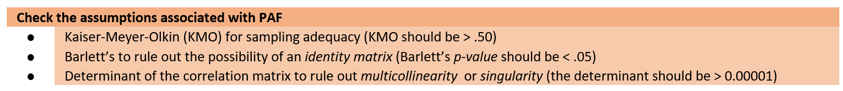 Check the assumptions associated with PAF
● Kaiser-Meyer-Olkin (KMO) for sampling adequacy (KMO should be > .50)
● Barlett's to rule out the possibility of an identity matrix (Barlett's p-value should be < .05)
● Determinant of the correlation matrix to rule out multicollinearity or singularity (the determinant should be > 0.00001)